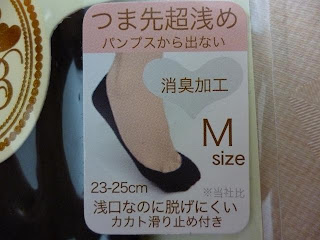 つま先超浅め
パンプスから出ない
消臭加工
M
size
23-25cm
※当社比
浅口なのに脱げにくい
カカト滑り止め付き